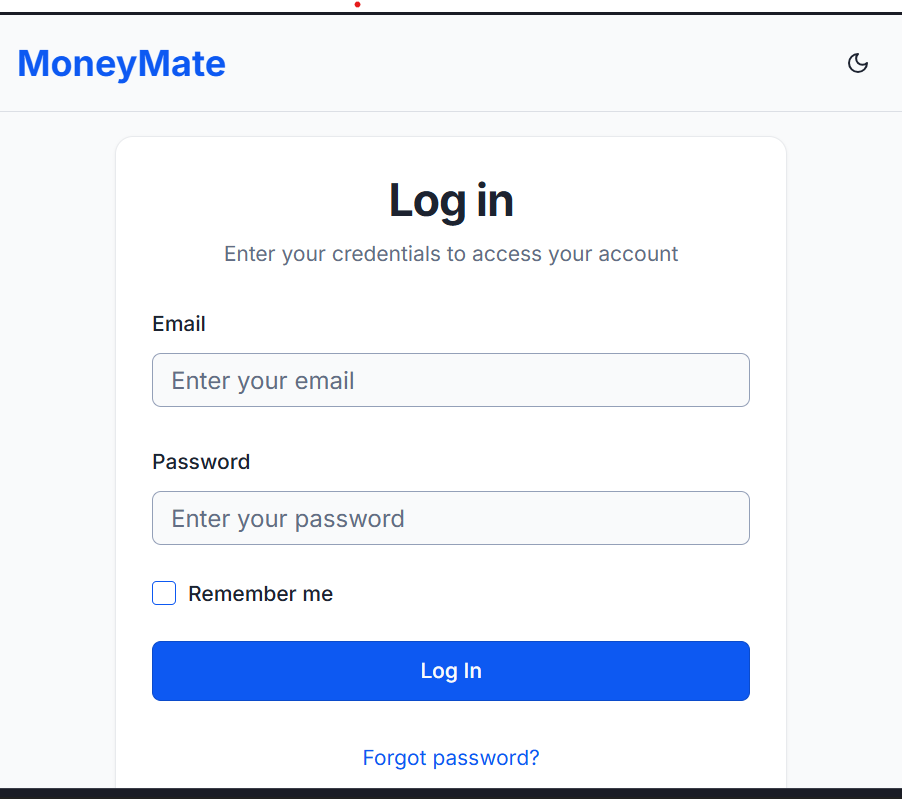 MoneyMate
Log in
Enter your credentials to access your account
Email
Enter your email
Password
Enter your password
Remember me
Log In
Forgot password?